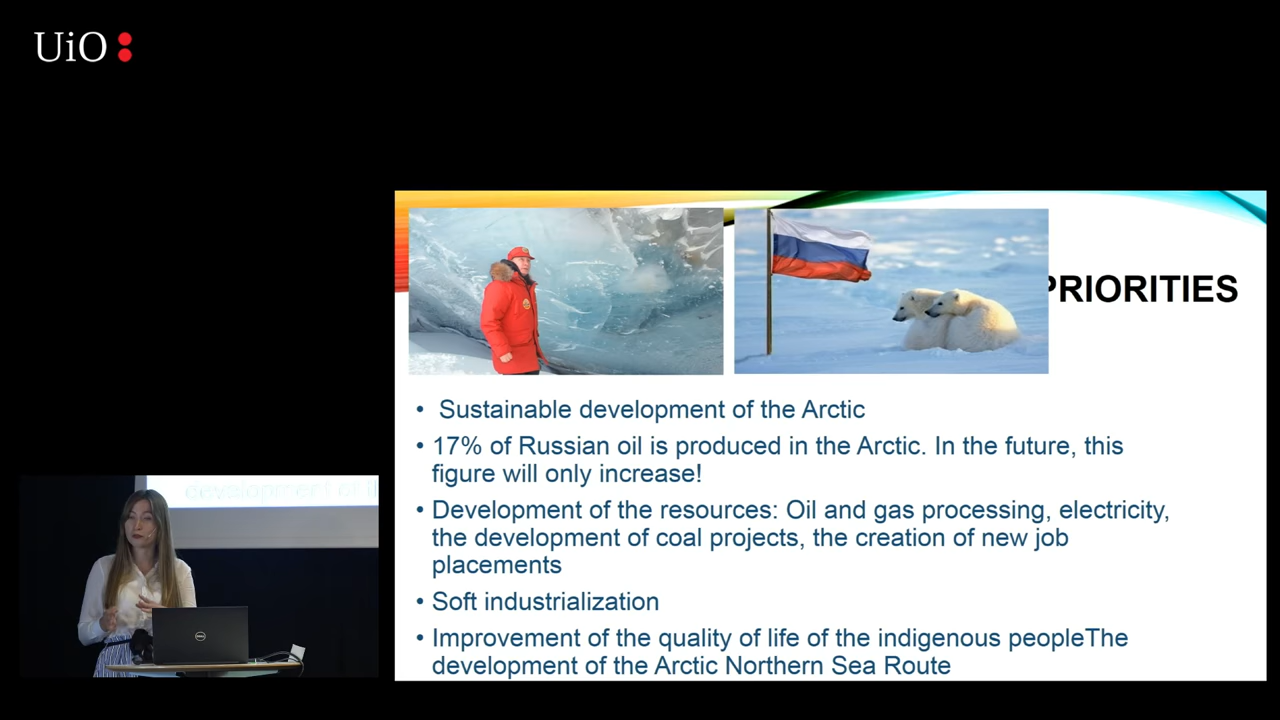 UiO
PRIORITIES
• Sustainable development of the Arctic
• 17% of Russian oil is produced in the Arctic. In the future, this
figure will only increase!
• Development of the resources: Oil and gas processing, electricity,
the development of coal projects, the creation of new job
placements
• Soft industrialization
• Improvement of the quality of life of the indigenous peopleThe
development of the Arctic Northern Sea Route
development of
DELL